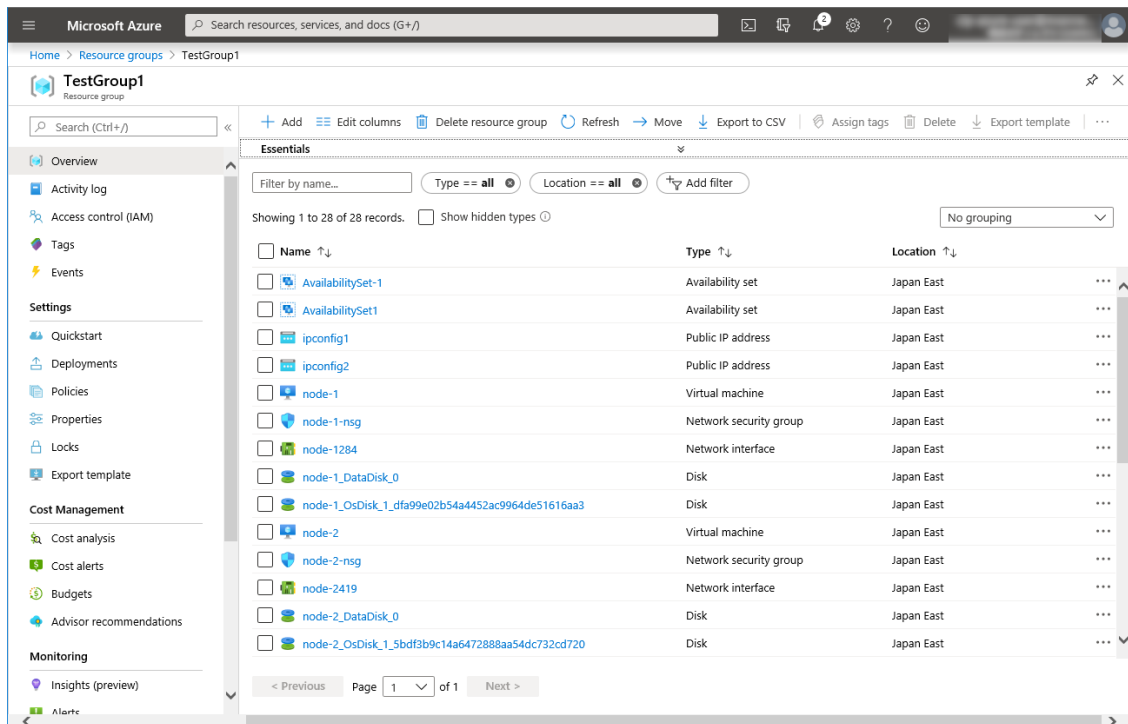 Microsoft Azure
Search resources, services, and docs (G+/)
2
Home > Resource groups > TestGroup1
TestGroup1
Resource group
Search (Ctrl+/)
«
Overview
Activity log
Access control (IAM)
Tags
Events
Settings
Quickstart
Deployments
Policies
Properties
Locks
Export template
Cost Management
Cost analysis
Cost alerts
Budgets
Advisor recommendations
Monitoring
Insights (preview)
Alerts
Add Edit columns Delete resource group Refresh Move Export to CSV Assign tags Delete Export template
Essentials
Filter by name... Type == all Location == all Add filter
Showing 1 to 28 of 28 records. Show hidden types No grouping
Name Type Location
AvailabilitySet-1 Availability set Japan East
AvailabilitySet1 Availability set Japan East
ipconfig1 Public IP address Japan East
ipconfig2 Public IP address Japan East
node-1 Virtual machine Japan East
node-1-nsg Network security group Japan East
node-1284 Network interface Japan East
node-1_DataDisk_0 Disk Japan East
node-1_OsDisk_1_dfa99e02b54a4452ac9964de51616aa3 Disk Japan East
node-2 Virtual machine Japan East
node-2-nsg Network security group Japan East
node-2419 Network interface Japan East
node-2_DataDisk_0 Disk Japan East
node-2_OsDisk_1_5bdf3b9c14a6472888aa54dc732cd720 Disk Japan East
< Previous Page 1 of 1 Next >